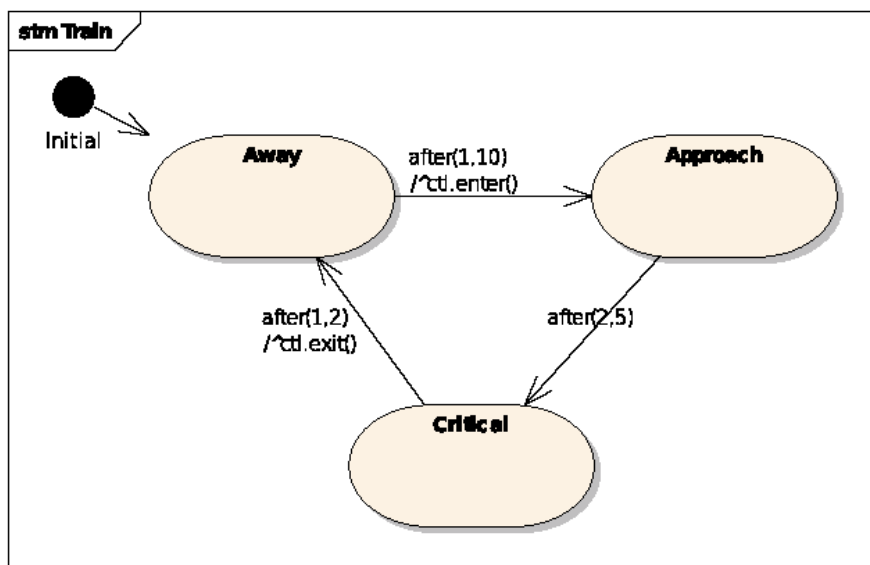 stm Train
Initial
Away
after(1,10)
/^ctl.enter()
Approach
after(1,2)
/^ctl.exit()
after(2,5)
Critical